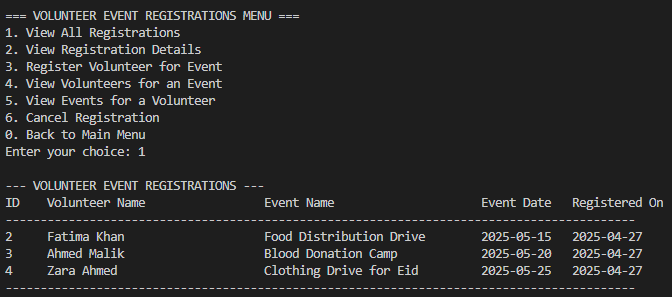 === VOLUNTEER EVENT REGISTRATIONS MENU ===
1. View All Registrations
2. View Registration Details
3. Register Volunteer for Event
4. View Volunteers for an Event
5. View Events for a Volunteer
6. Cancel Registration
0. Back to Main Menu
Enter your choice: 1

--- VOLUNTEER EVENT REGISTRATIONS ---
ID    Volunteer Name                 Event Name                     Event Date   Registered On
------------------------------------------------------------------------------------------
2     Fatima Khan                    Food Distribution Drive        2025-05-15   2025-04-27
3     Ahmed Malik                    Blood Donation Camp            2025-05-20   2025-04-27
4     Zara Ahmed                     Clothing Drive for Eid         2025-05-25   2025-04-27
------------------------------------------------------------------------------------------